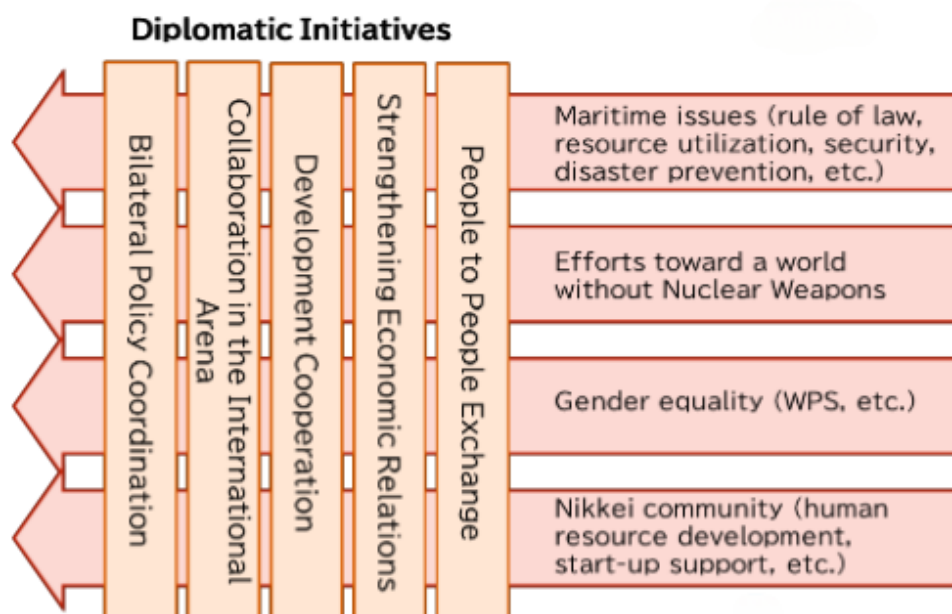 Diplomatic Initiatives
Bilateral Policy Coordination
Collaboration in the International
Arena
Development Cooperation
Strengthening Economic Relations
People to People Exchange
Maritime issues (rule of law,
resource utilization, security,
disaster prevention, etc.)
Efforts toward a world
without Nuclear Weapons
Gender equality (WPS, etc.)
Nikkei community (human
resource development,
start-up support, etc.)